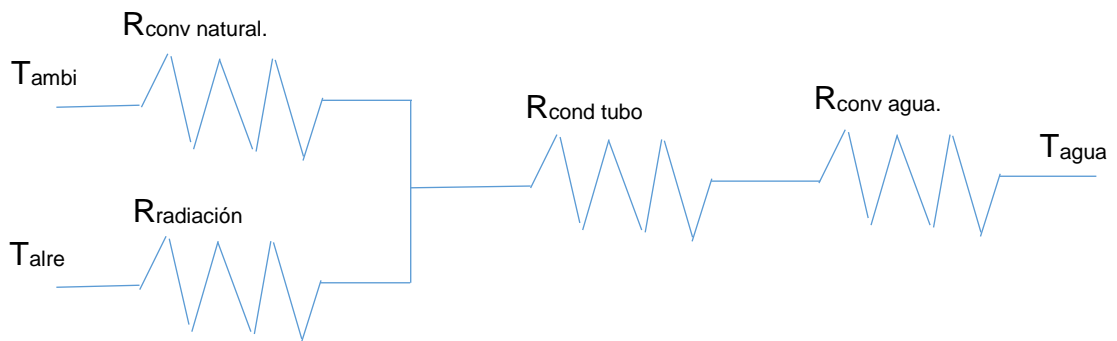 Rconv natural.
Tambi
Rcond tubo
Rconv agua.
Tagua
Rradiación
Talre